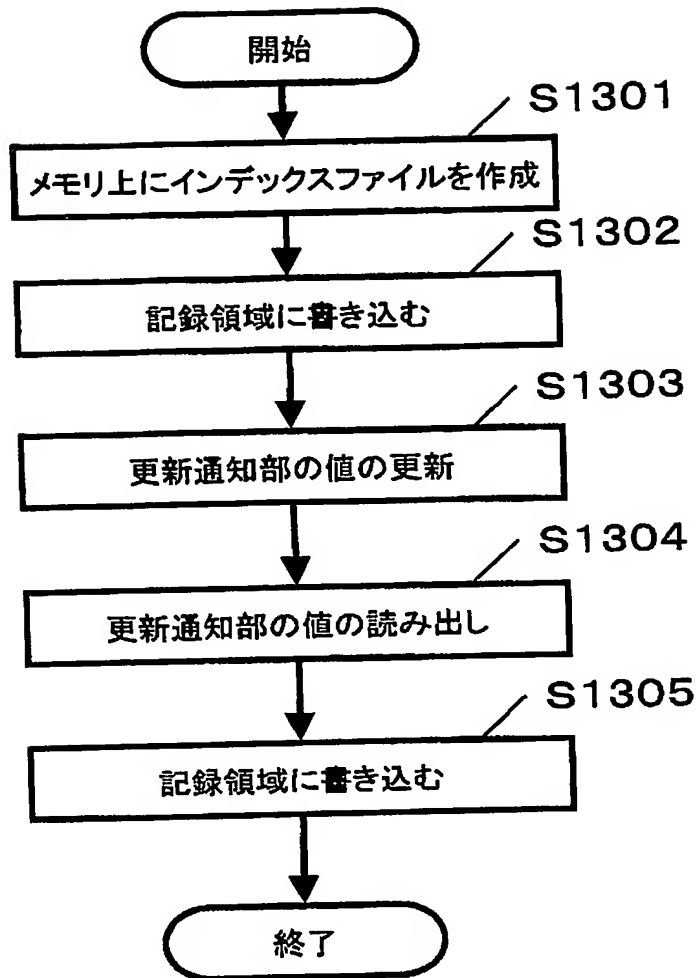 開始
S1301
メモリ上にインデックスファイルを作成
S1302
記録領域に書き込む
S1303
更新通知部の値の更新
S1304
更新通知部の値の読み出し
S1305
記録領域に書き込む
終了